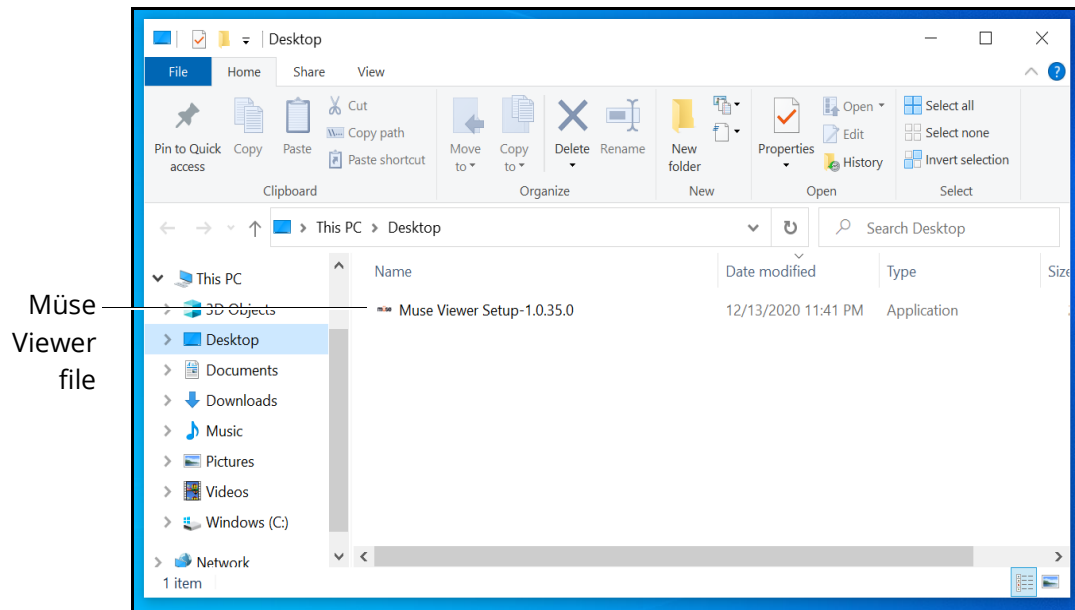 Desktop
File Home Share View
Pin to Quick access
Copy
Paste
Cut
Copy path
Paste shortcut
Move to
Copy to
Delete
Rename
New folder
Properties
Open
Edit
History
Select all
Select none
Invert selection
Clipboard Organize New Open Select
This PC Desktop
Search Desktop
Name Date modified Type Size
This PC
3D Objects
Desktop
Documents
Downloads
Music
Pictures
Videos
Windows (C:)
Network
Muse Viewer Setup-1.0.35.0 12/13/2020 11:41 PM Application
1 item
Müse
Viewer
file